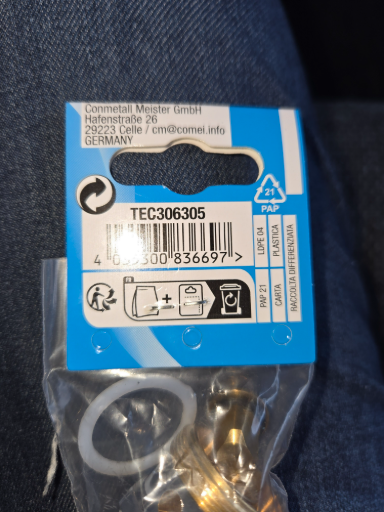 Conmetall Meister GmbH
Hafenstraße 26
29223 Celle / cm@comei.info
GERMANY
21
PAP
TEC306305
836697 >
PAP 21
LDPE 04
CARTA
PLASTICA
RACCOLTA DIFFERENZIATA